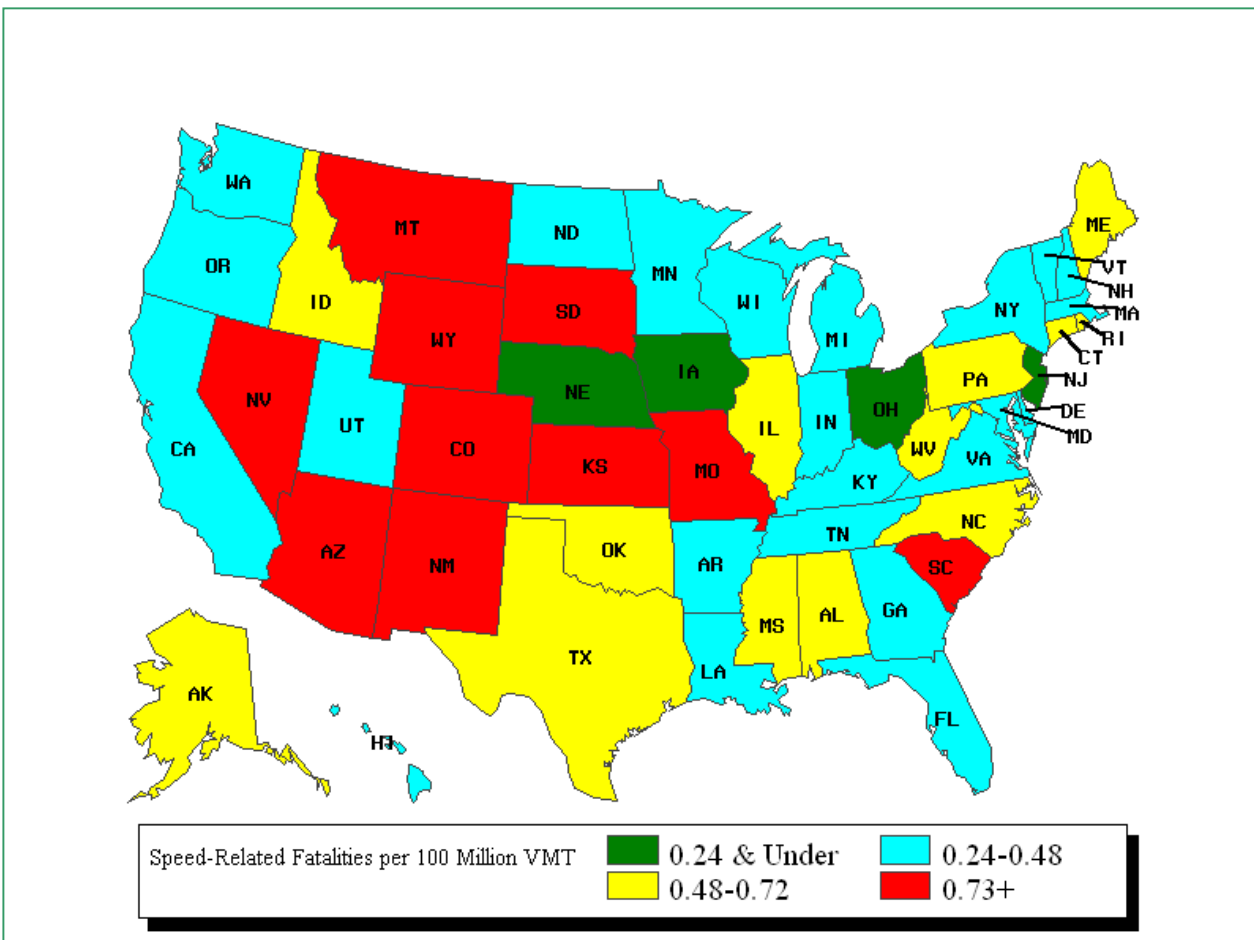 WA
MT
ND
ME
OR
MN
VT
ID
SD
WI
NH
NY
MA
WY
MI
RI
CT
IA
PA
NJ
NV
NE
OH
DE
UT
IL
IN
MD
CA
CO
KS
MO
WV
VA
KY
NC
TN
AZ
OK
NM
AR
SC
MS
AL
GA
TX
LA
AK
FL
HI
Speed-Related Fatalities per 100 Million VMT
0.24 & Under
0.24-0.48
0.48-0.72
0.73+